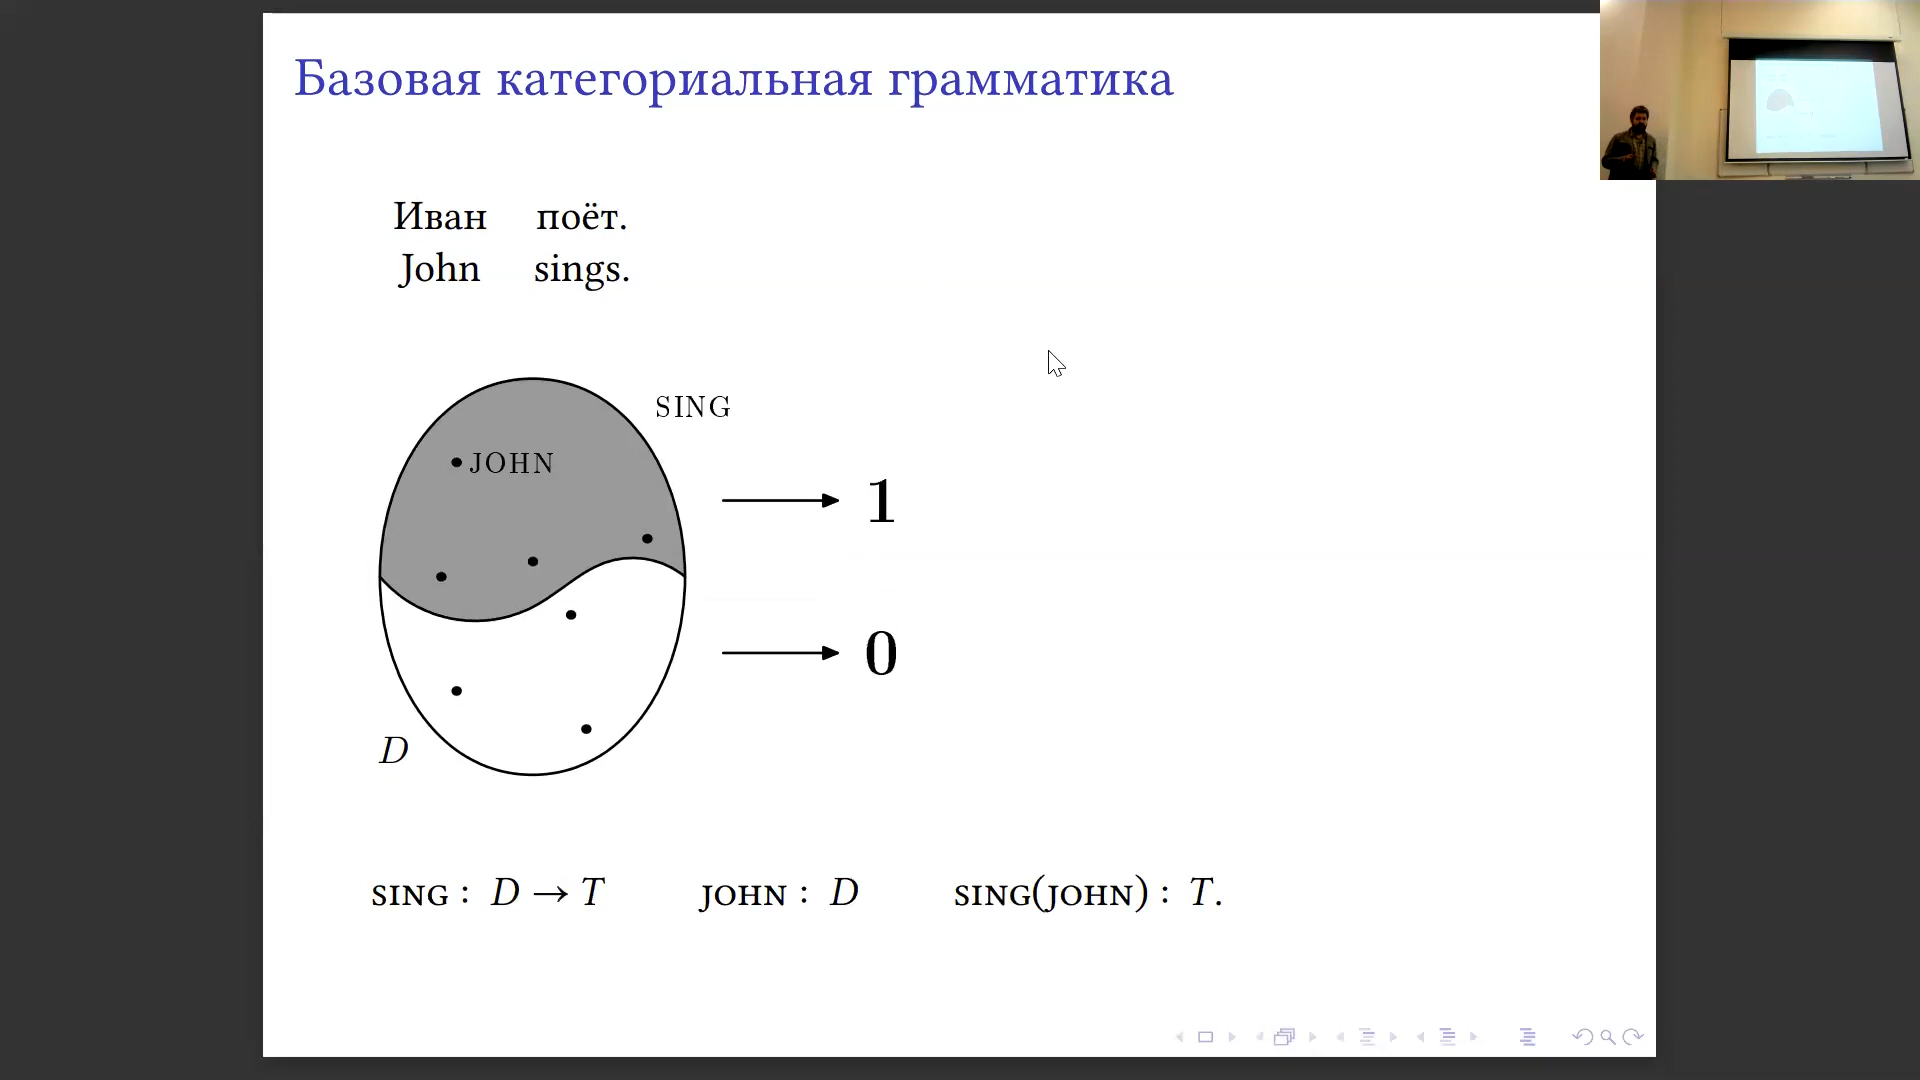 Базовая категориальная грамматика
Иван поёт.
John sings.
SING
JOHN
1
0
D
SING : D → T JOHN : D SING(JOHN) : T.